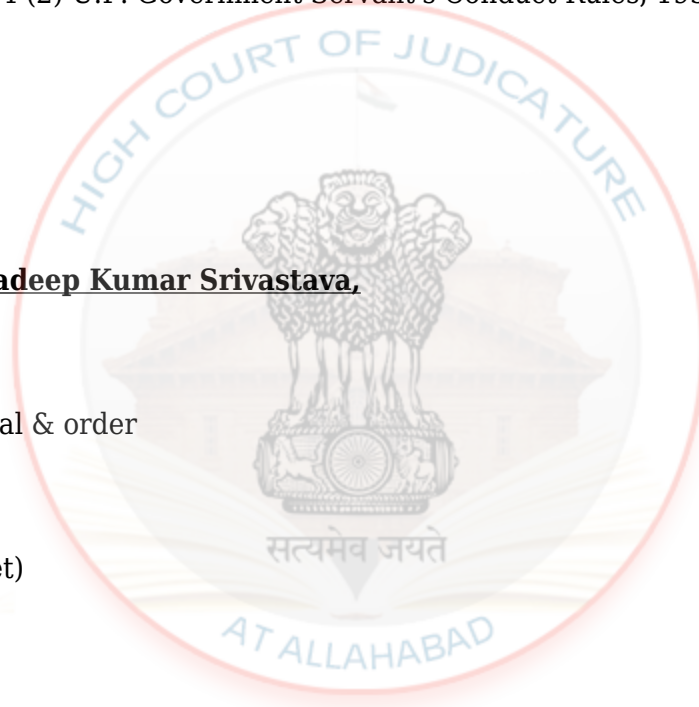 (2) U.P. Government Servant's Conduct Rules, 195
HIGH COURT OF JUDICATURE
adeep Kumar Srivastava,
al & order
सत्यमेव जयते
et)
AT ALLAHABAD